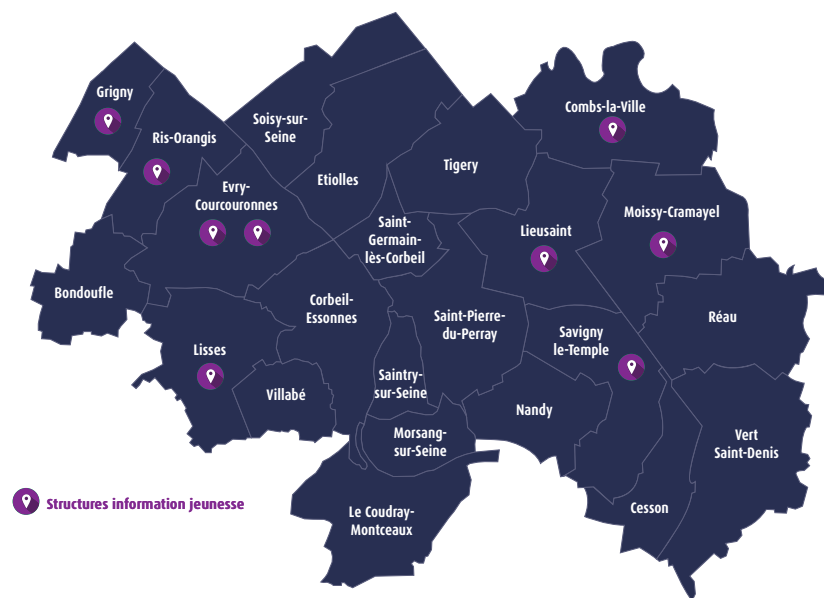 Grigny
Ris-Orangis
Soisy-sur-
Seine
Combs-la-Ville
Etiolles
Tigery
Evry-
Courcouronnes
Saint-
Germain-
lès-Corbeil
Lieusaint
Moissy-Cramayel
Bondoufle
Corbeil-
Essonnes
Saint-Pierre-
du-Perray
Savigny
le-Temple
Réau
Lisses
Villabé
Saintry-
sur-Seine
Nandy
Morsang-
sur-Seine
Vert
Saint-Denis
Structures information jeunesse
Le Coudray-
Montceaux
Cesson